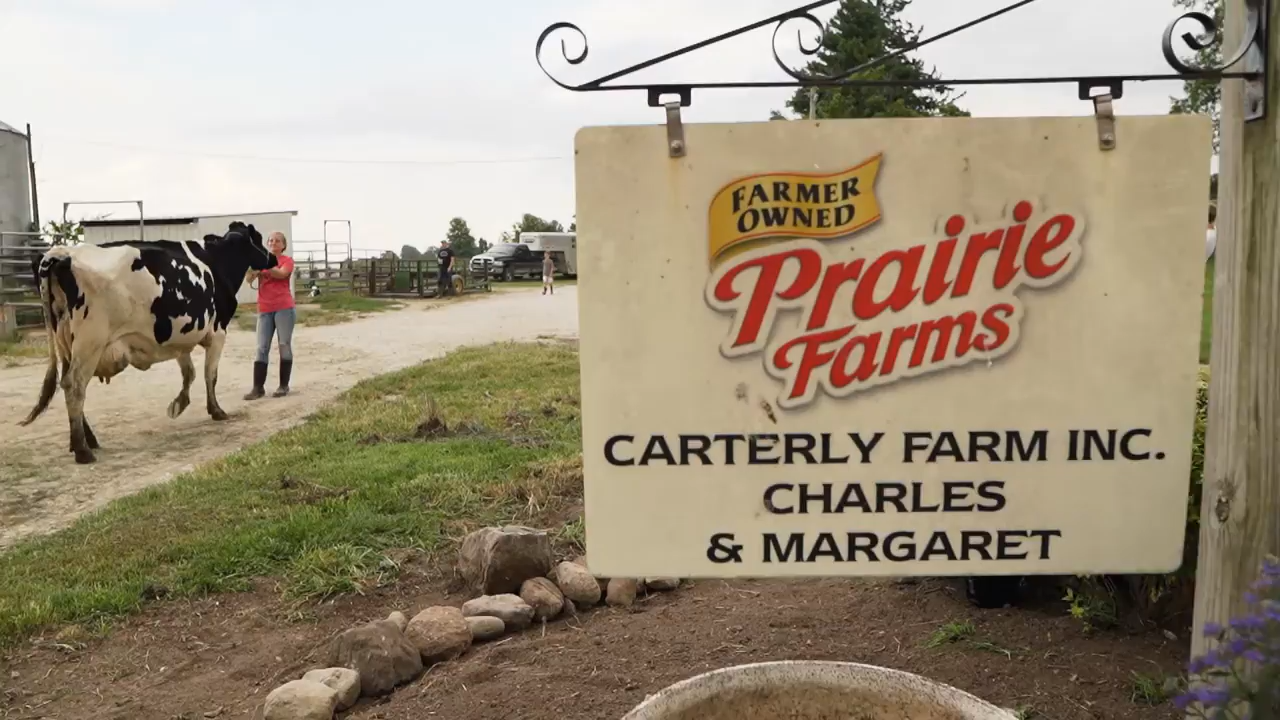 FARMER
OWNED
Prairie
Farms
CARTERLY FARM INC.
CHARLES
& MARGARET